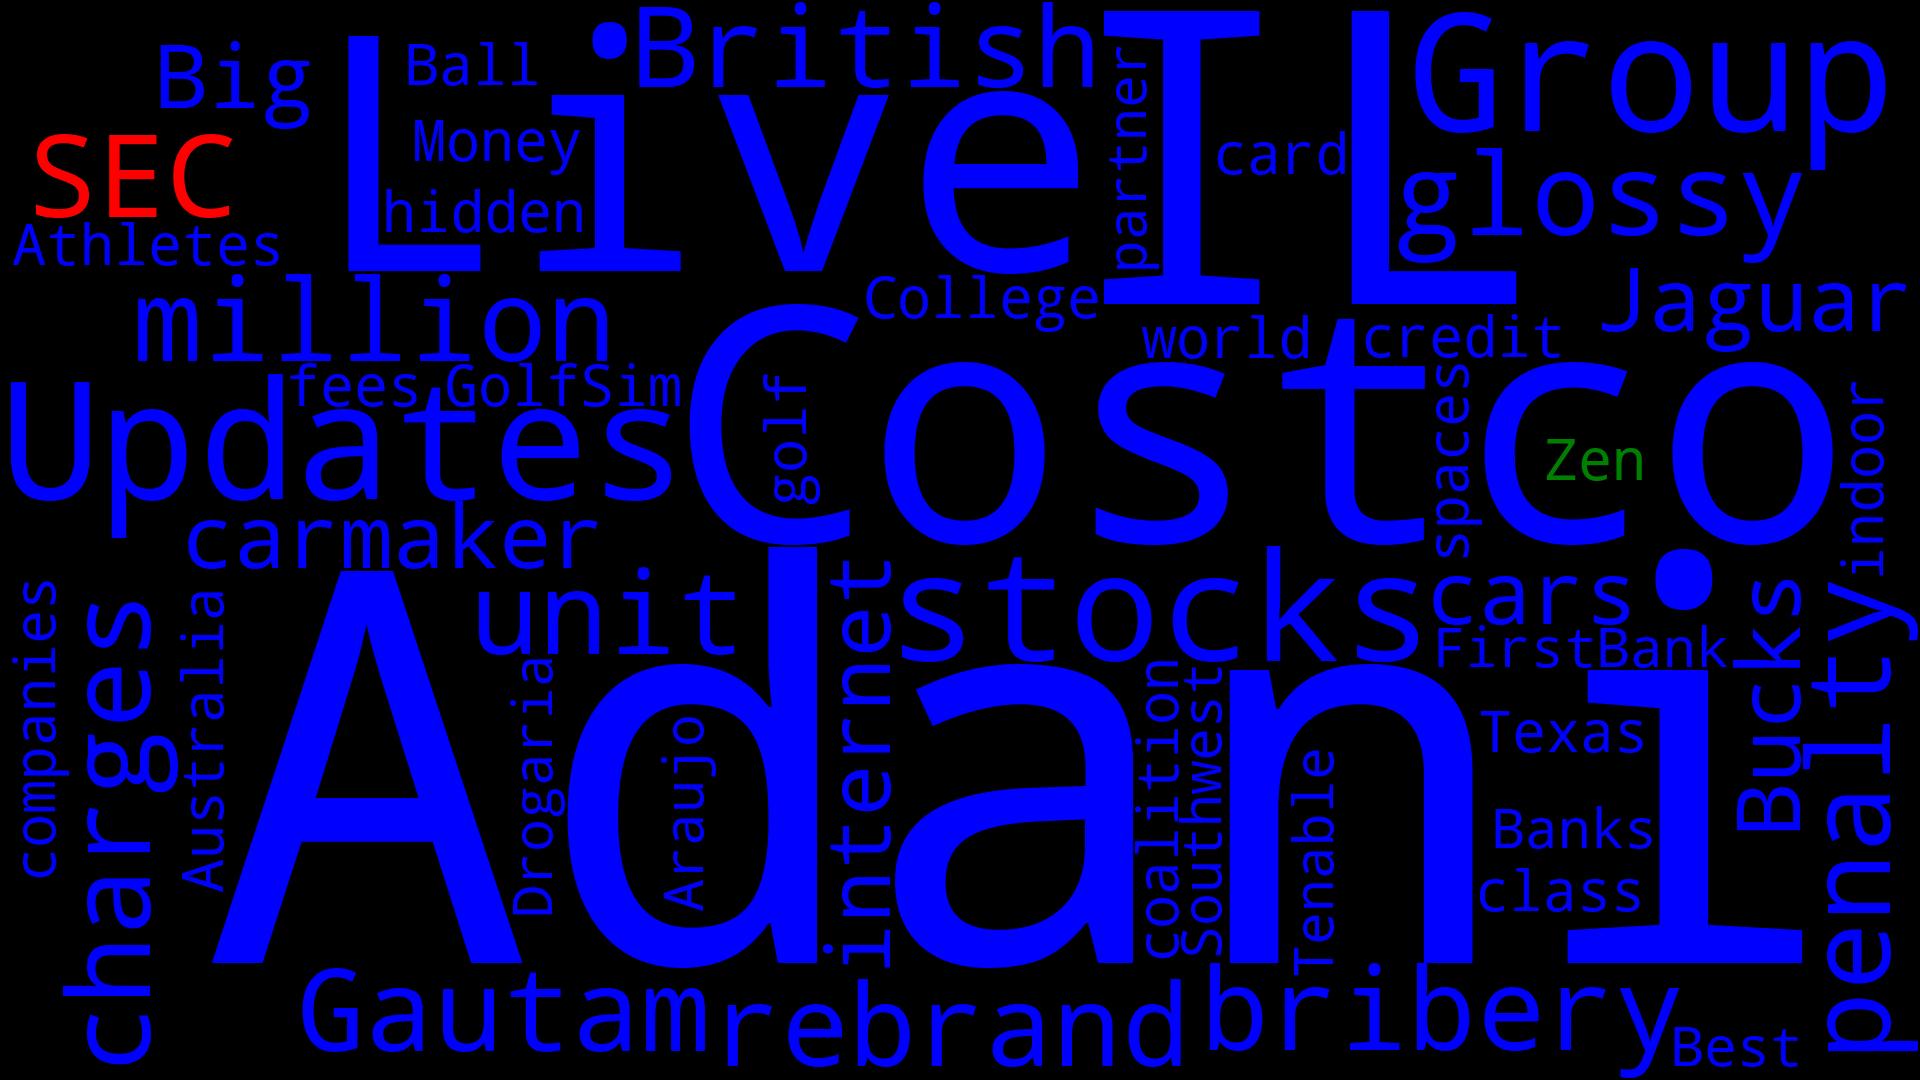 Big
Ball
British
Group
Live
IL
partner
Money
card
SEC
glossy
hidden
Athletes
million
College
Jaguar
world
credit
fees
GolfSim
Updates
Costco
golf
spaces
Zen
indoor
carmaker
unit
internet
stocks
cars
FirstBank
Bucks
penalty
companies
charges
Australia
Adani
Drogaria
Araujo
coalition
Southwest
Tenable
Texas
Banks
class
Gautam
rebrand
bribery
Best